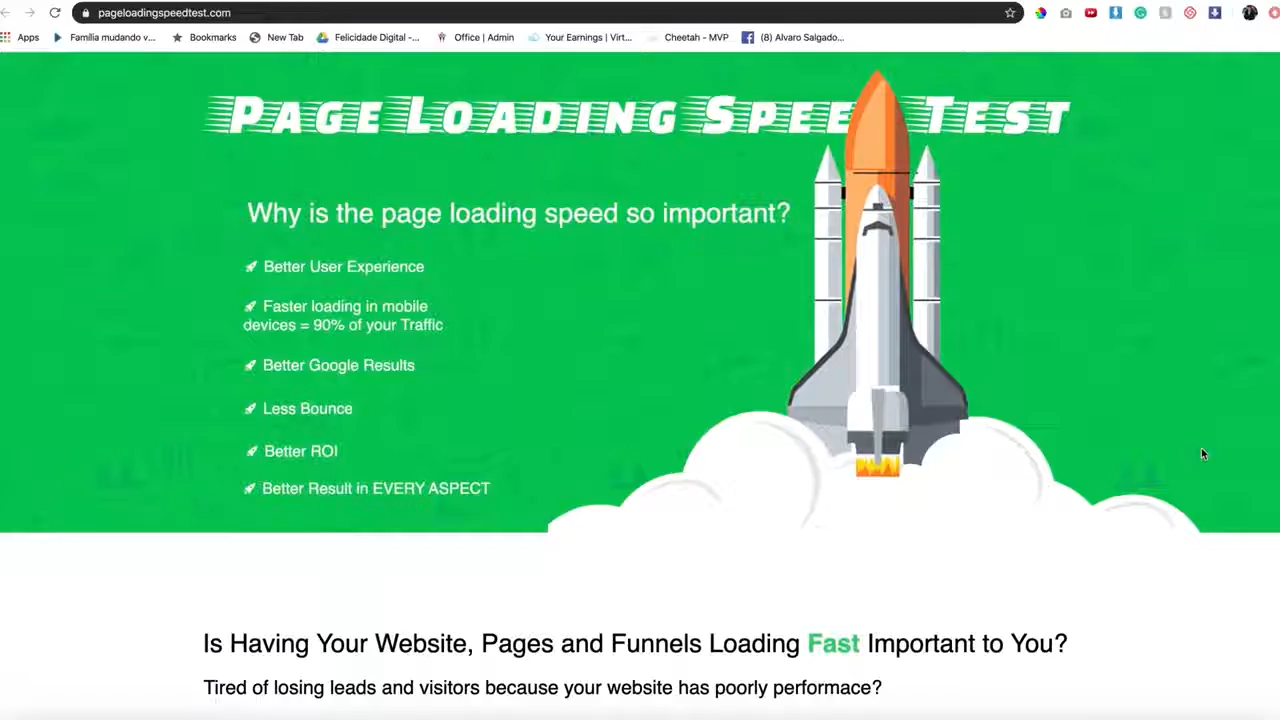 pageloadingspeedtest.com
Apps Família mudando v... Bookmarks New Tab Felicidade Digital -... Office | Admin Your Earnings | Virt... Cheetah - MVP (8) Alvaro Salgado...
PAGE LOADING SPEE TEST
Why is the page loading speed so important?
Better User Experience
Faster loading in mobile
devices = 90% of your Traffic
Better Google Results
Less Bounce
Better ROI
Better Result in EVERY ASPECT
Is Having Your Website, Pages and Funnels Loading Fast Important to You?
Tired of losing leads and visitors because your website has poorly performace?